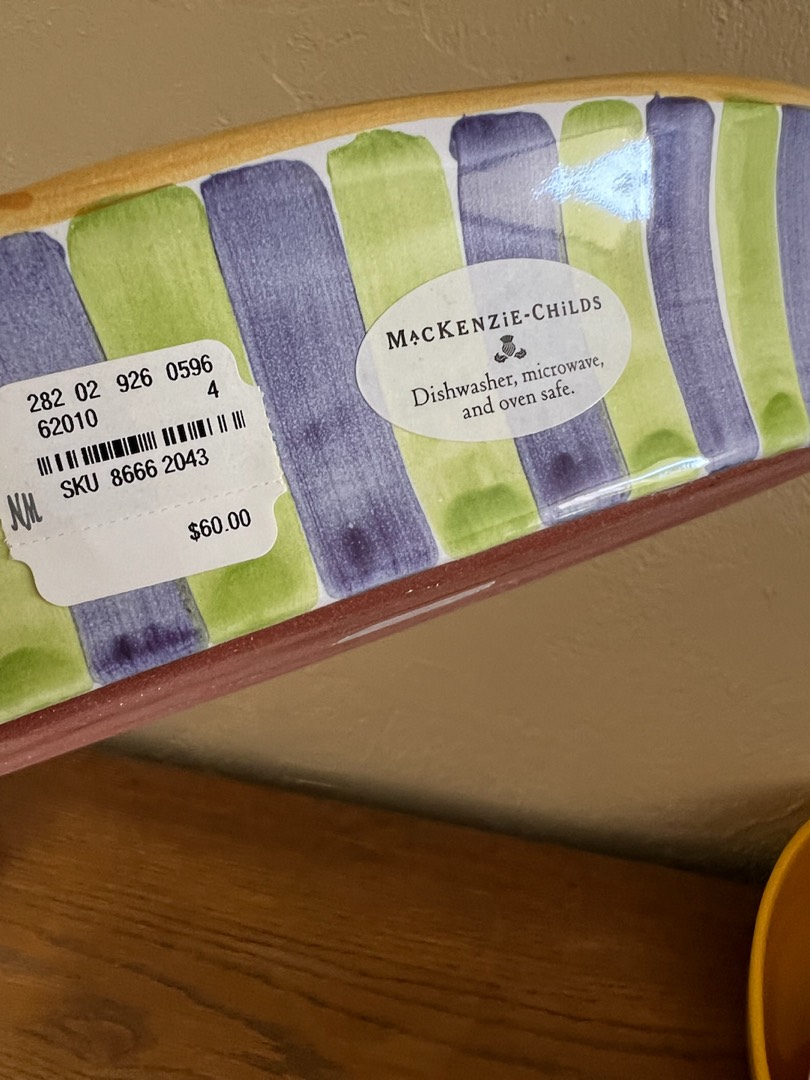 282 02 926 0596
62010 4
SKU 8666 2043
NM
$60.00
MACKENZiE-CHiLDS
Dishwasher, microwave,
and oven safe.